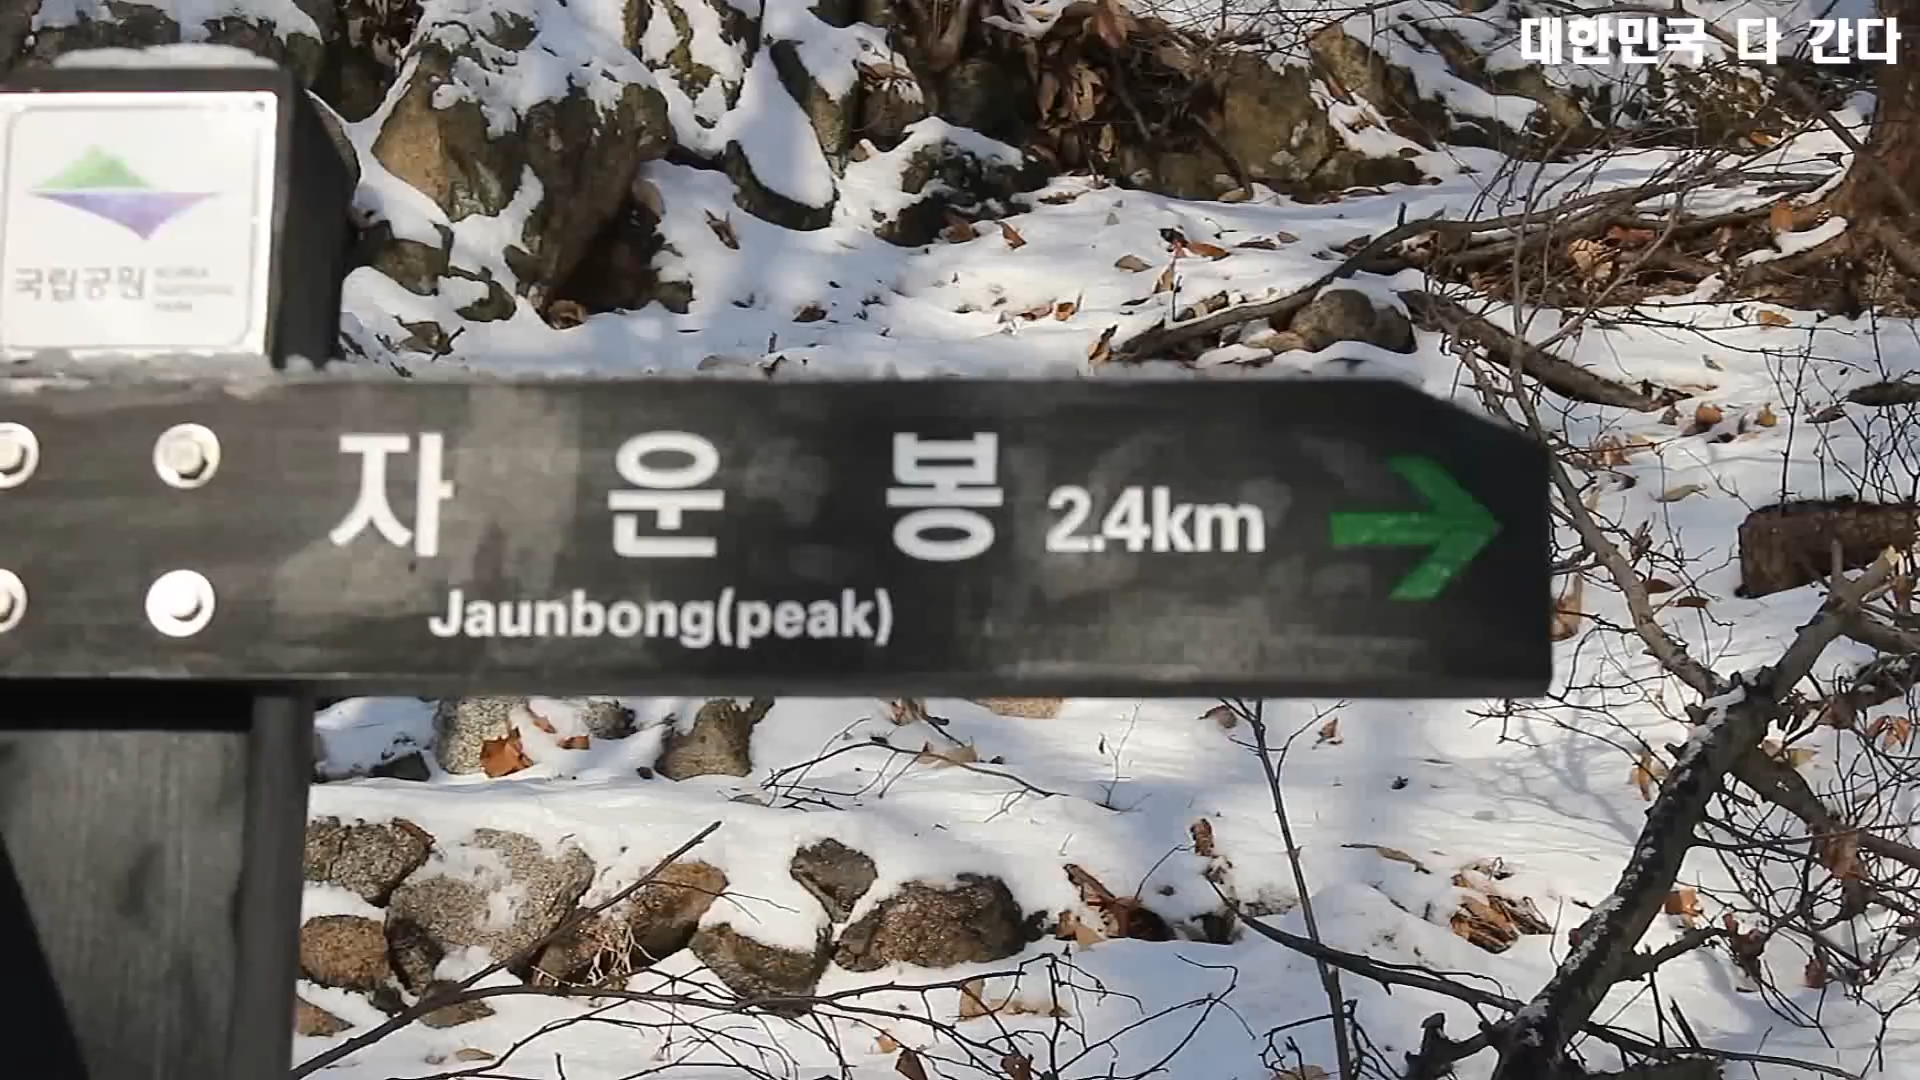 대한민국 다 간다
국립공원
자 운 봉 2.4km
Jaunbong(peak)